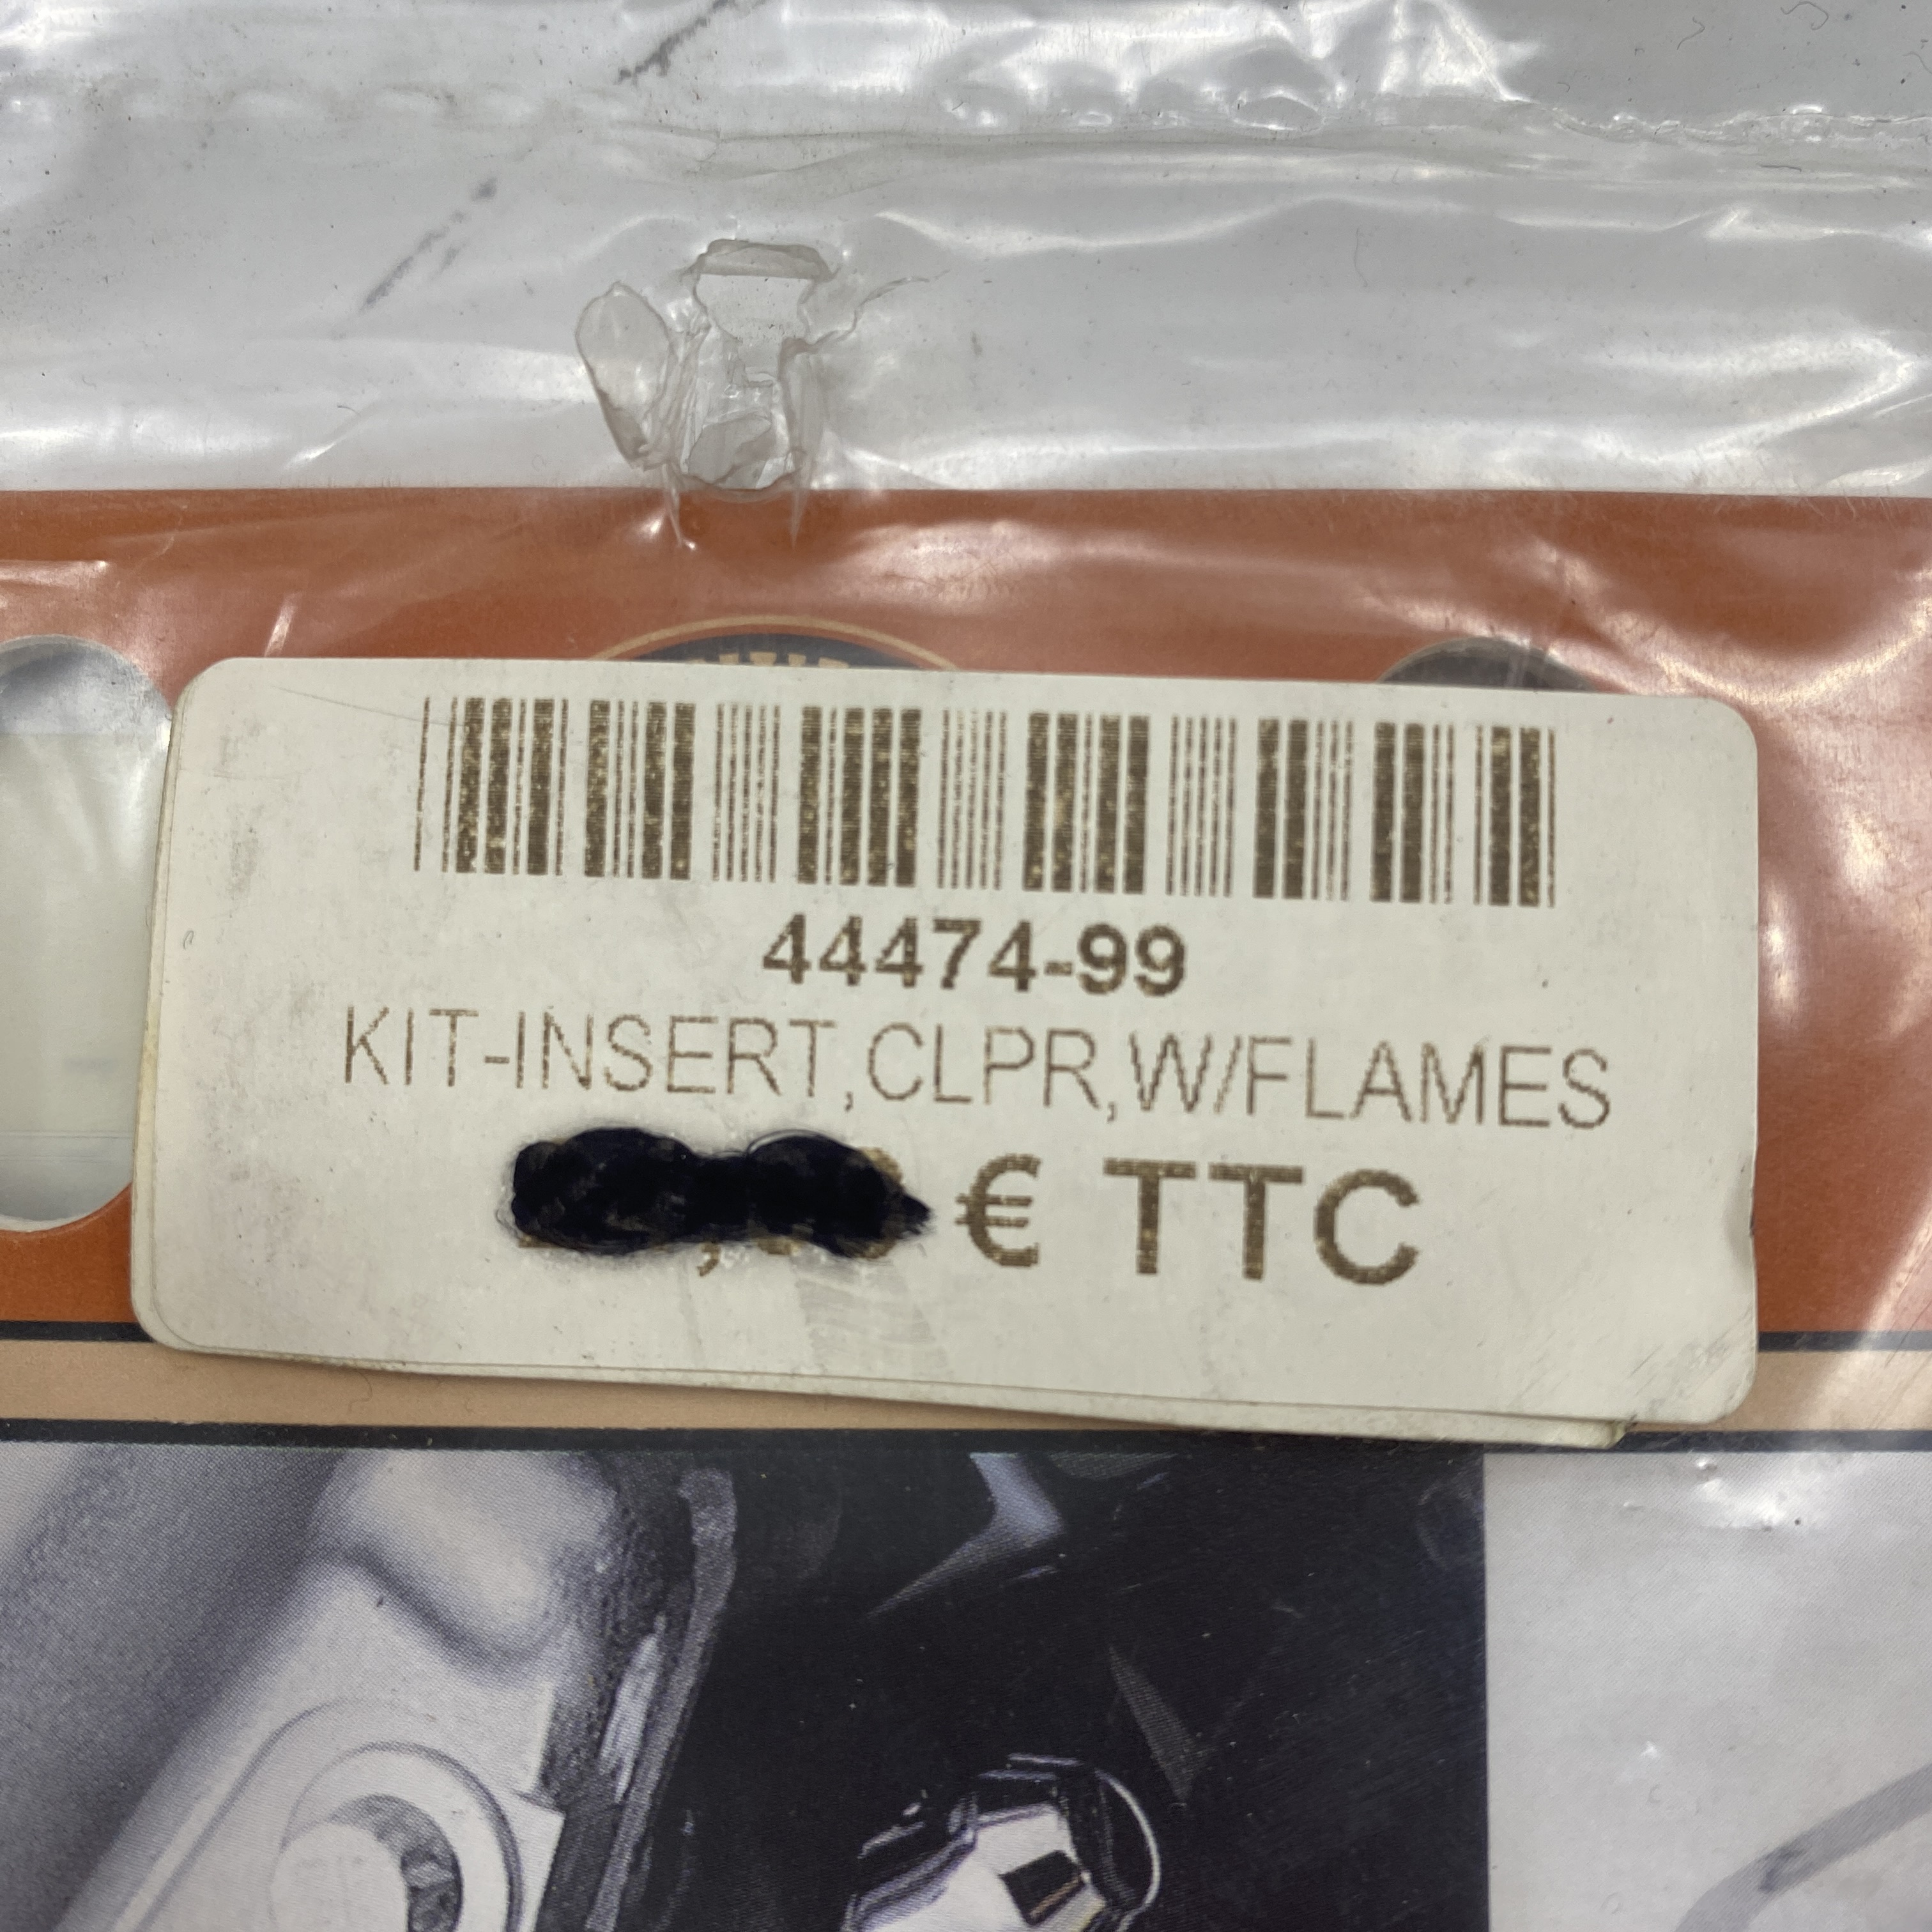 44474-99
KIT-INSERT,CLPR,W/FLAMES
€ TTC